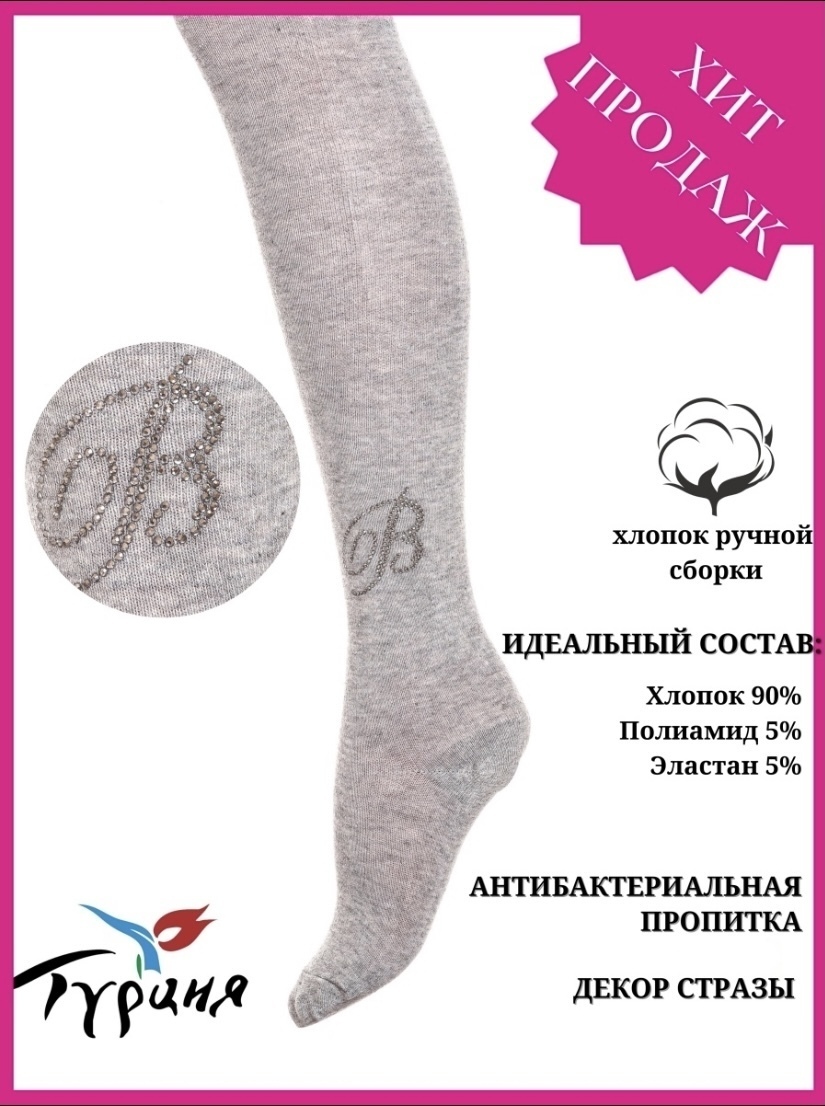 ХИТ
ПРОДАЖ
B
B
хлопок ручной
сборки
ИДЕАЛЬНЫЙ СОСТАВ:
Хлопок 90%
Полиамид 5%
Эластан 5%
АНТИБАКТЕРИАЛЬНАЯ
ПРОПИТКА
ДЕКОР СТРАЗЫ
Турция